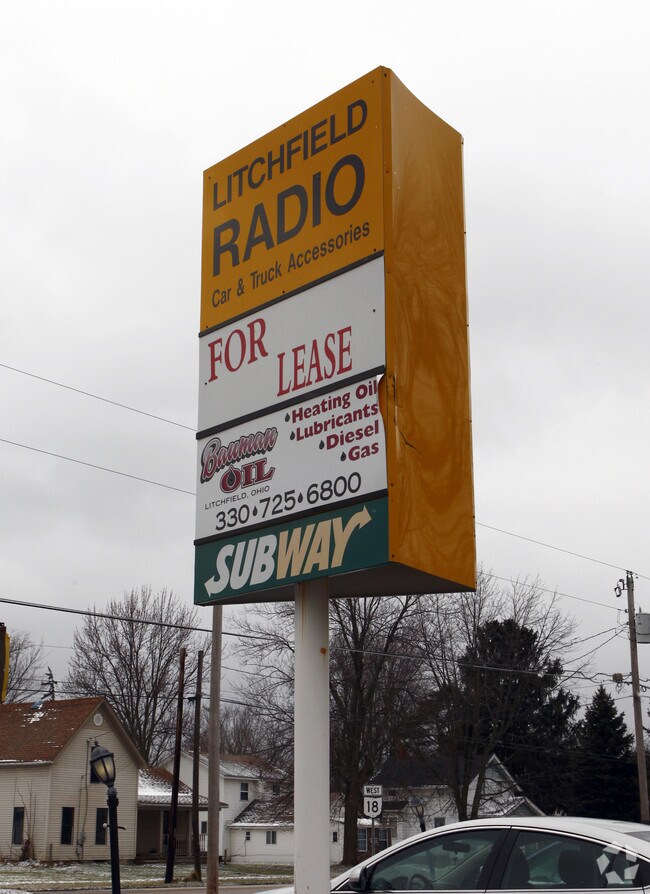 LITCHFIELD
RADIO
Car & Truck Accessories
FOR LEASE
Bauman
OIL
LITCHFIELD, OHIO
Heating Oil
Lubricants
Diesel
Gas
330•725•6800
SUBWAY
WEST
18